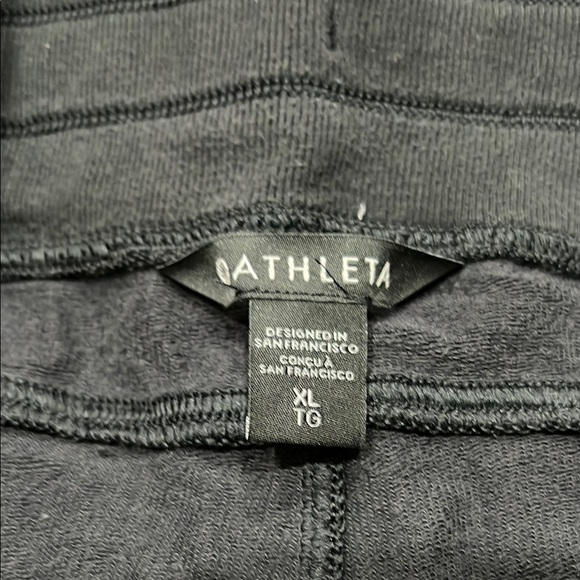 ATHLETA
DESIGNED IN
SAN FRANCISCO
CONÇU À
SAN FRANCISCO
XL
TG